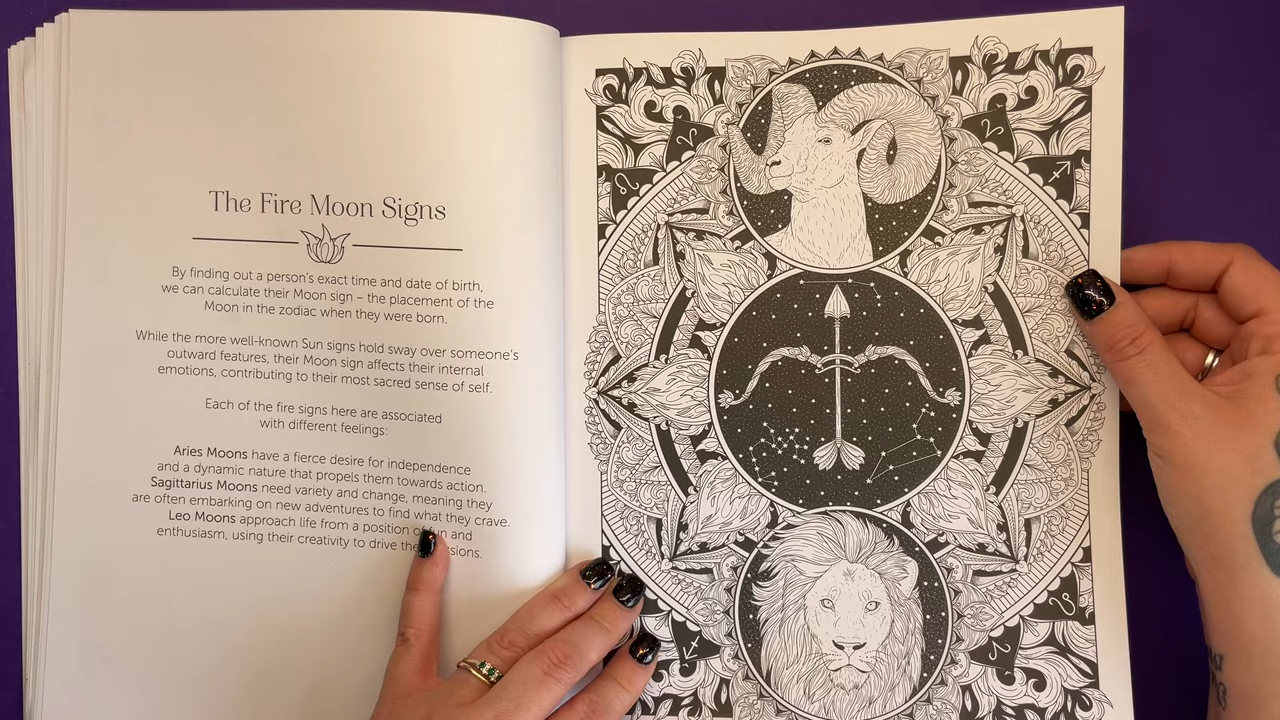 The Fire Moon Signs
By finding out a person's exact time and date of birth,
we can calculate their Moon sign – the placement of the
Moon in the zodiac when they were born.
While the more well-known Sun signs hold sway over someone's
outward features, their Moon sign affects their internal
emotions, contributing to their most sacred sense of self.
Each of the fire signs here are associated
with different feelings:
Aries Moons have a fierce desire for independence
and a dynamic nature that propels them towards action.
Sagittarius Moons need variety and change, meaning they
are often embarking on new adventures to find what they crave.
Leo Moons approach life from a position of fun and
enthusiasm, using their creativity to drive